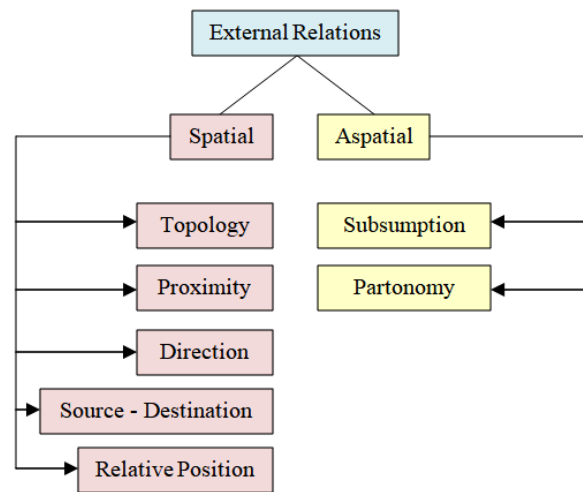 External Relations
Spatial
Aspatial
Topology
Subsumption
Proximity
Partonomy
Direction
Source - Destination
Relative Position